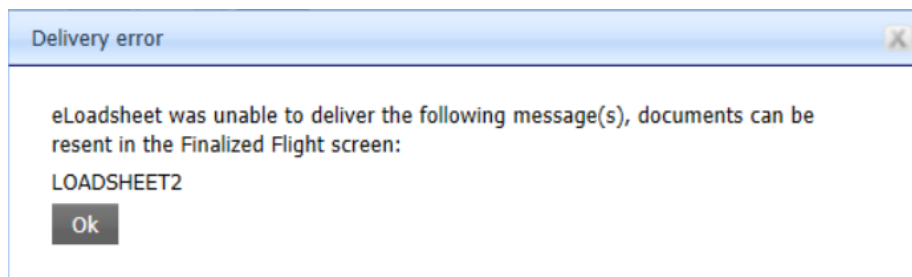 Delivery error
X
eLoadsheet was unable to deliver the following message(s), documents can be
resent in the Finalized Flight screen:
LOADSHEET2
Ok